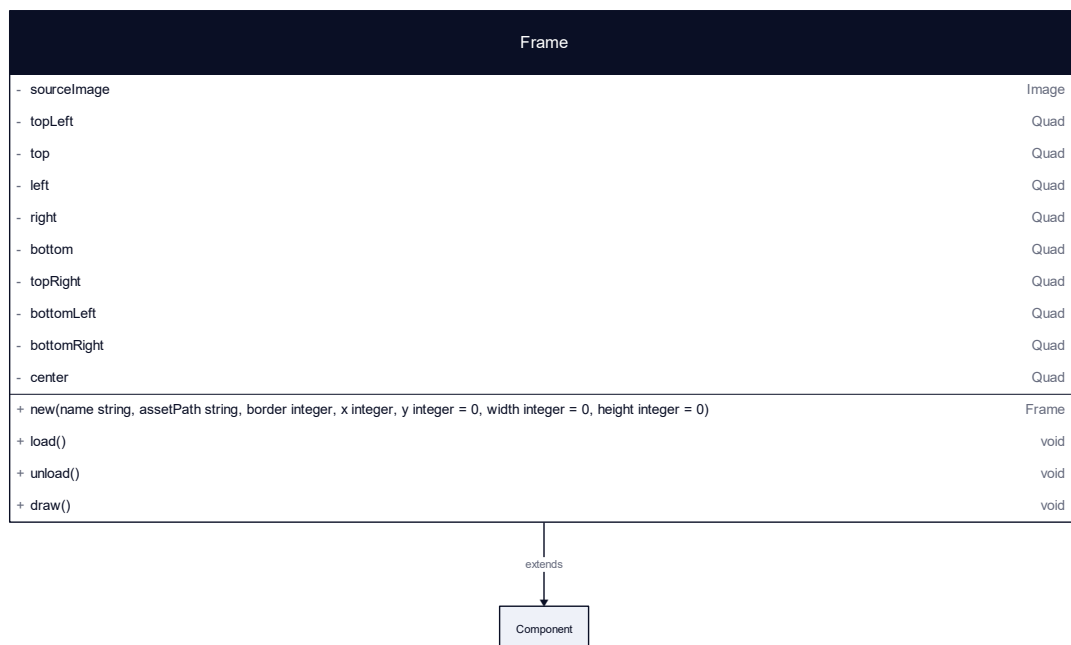 Frame
- sourceImage Image
- topLeft Quad
- top Quad
- left Quad
- right Quad
- bottom Quad
- topRight Quad
- bottomLeft Quad
- bottomRight Quad
- center Quad
+ new(name string, assetPath string, border integer, x integer, y integer = 0, width integer = 0, height integer = 0) Frame
+ load() void
+ unload() void
+ draw() void
extends
Component